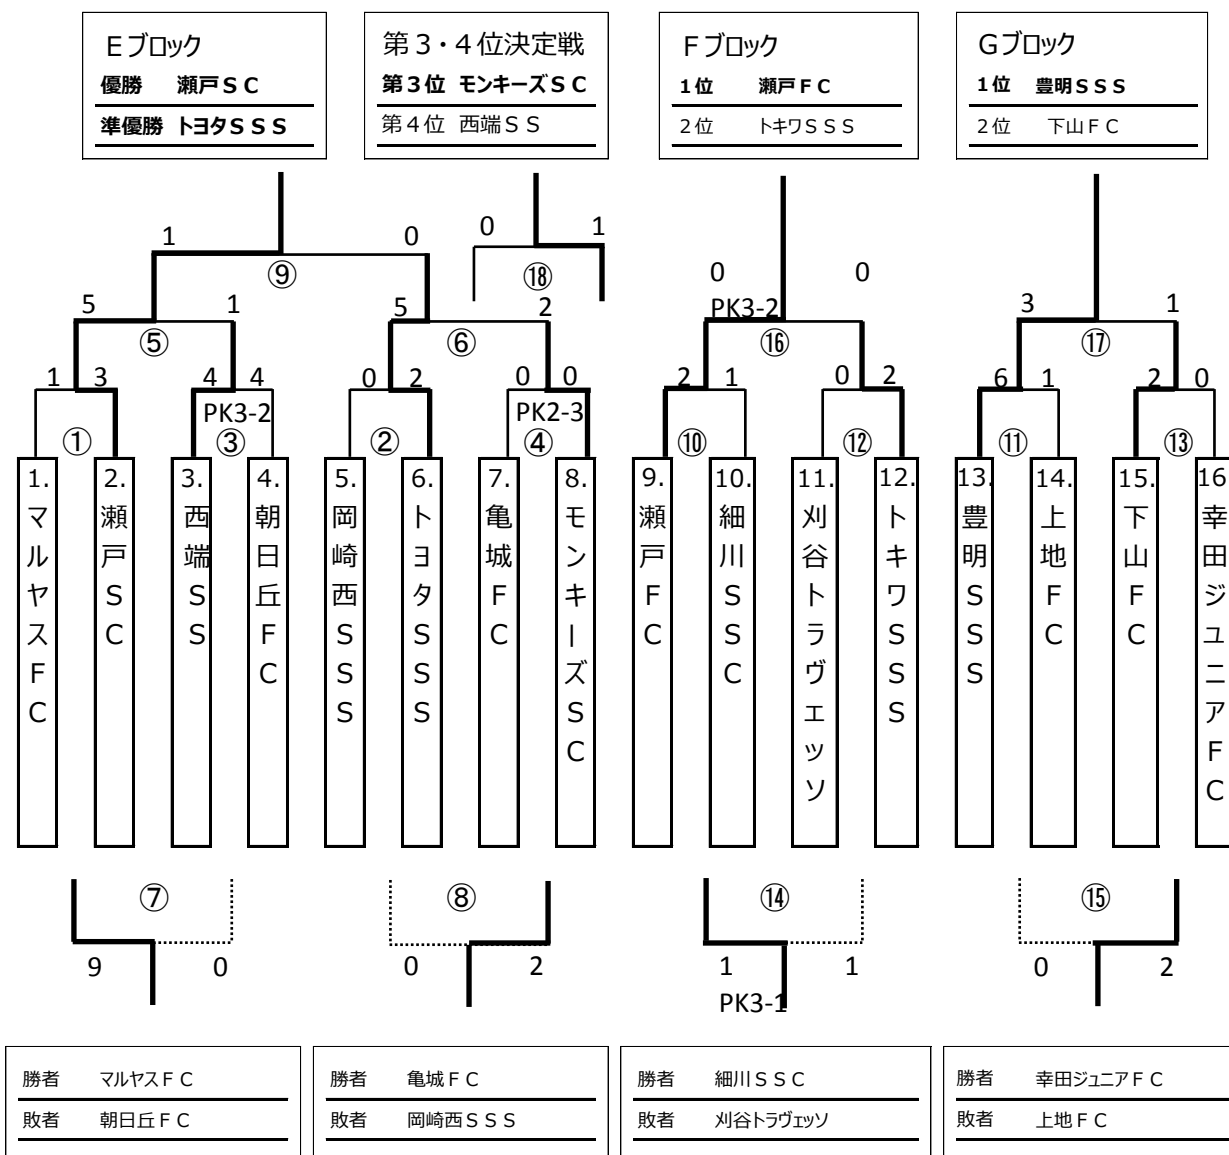 Eブロック
優勝 瀬戸SC
準優勝 トヨタSSS
第3・4位決定戦
第3位 モンキーズSC
第4位 西端SS
Fブロック
1位 瀬戸FC
2位 トキワSSS
Gブロック
1位 豊明SSS
2位 下山FC
1 0
⑨
0 1
⑱
0 0
PK3-2
⑯
3 1
⑰
5 1
⑤
5 2
⑥
1 3
①
4 4
PK3-2
③
0 2
②
0 0
PK2-3
④
2 1
⑩
0 2
⑫
6 1
⑪
2 0
⑬
1.マルヤスFC
2.瀬戸SC
3.西端SS
4.朝日丘FC
5.岡崎西SSS
6.トヨタSSS
7.亀城FC
8.モンキーズSC
9.瀬戸FC
10.細川SSC
11.刈谷トラヴェッソ
12.トキワSSS
13.豊明SSS
14.上地FC
15.下山FC
16幸田ジュニアFC
⑦
9 0
⑧
0 2
⑭
1 1
PK3-1
⑮
0 2
勝者 マルヤスFC
敗者 朝日丘FC
勝者 亀城FC
敗者 岡崎西SSS
勝者 細川SSC
敗者 刈谷トラヴェッソ
勝者 幸田ジュニアFC
敗者 上地FC